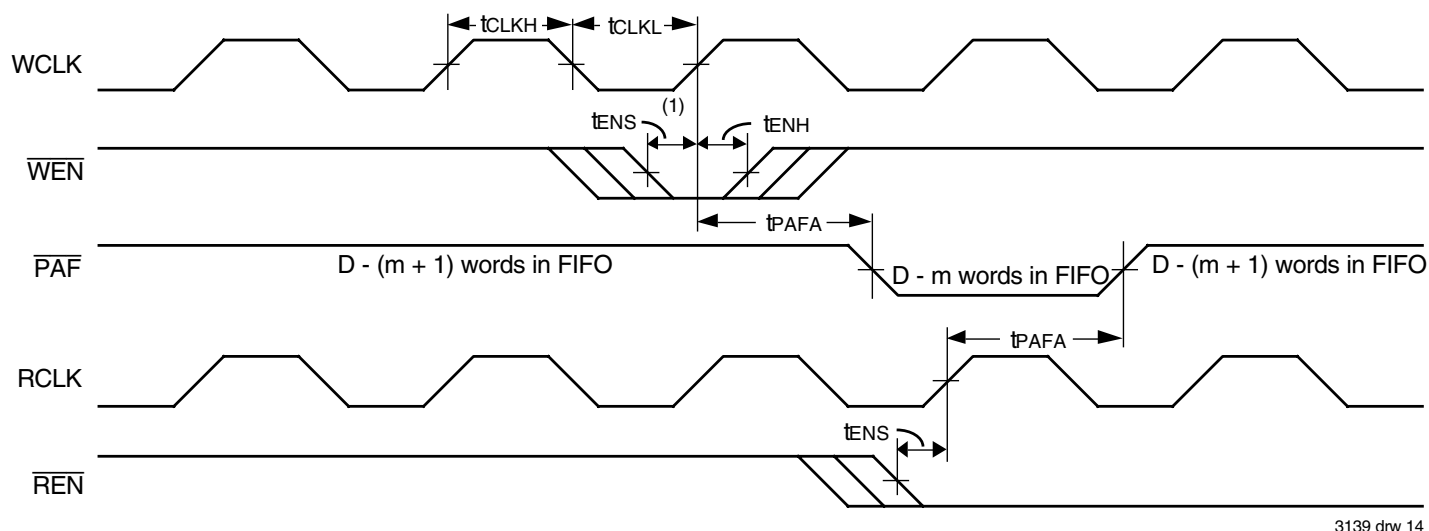 tCLKH
tCLKL
WCLK
(1)
tENS
tENH
WEN
tPAFA
PAF
D - (m + 1) words in FIFO
D - m words in FIFO
D - (m + 1) words in FIFO
tPAFA
RCLK
tENS
REN
3139 drw 14